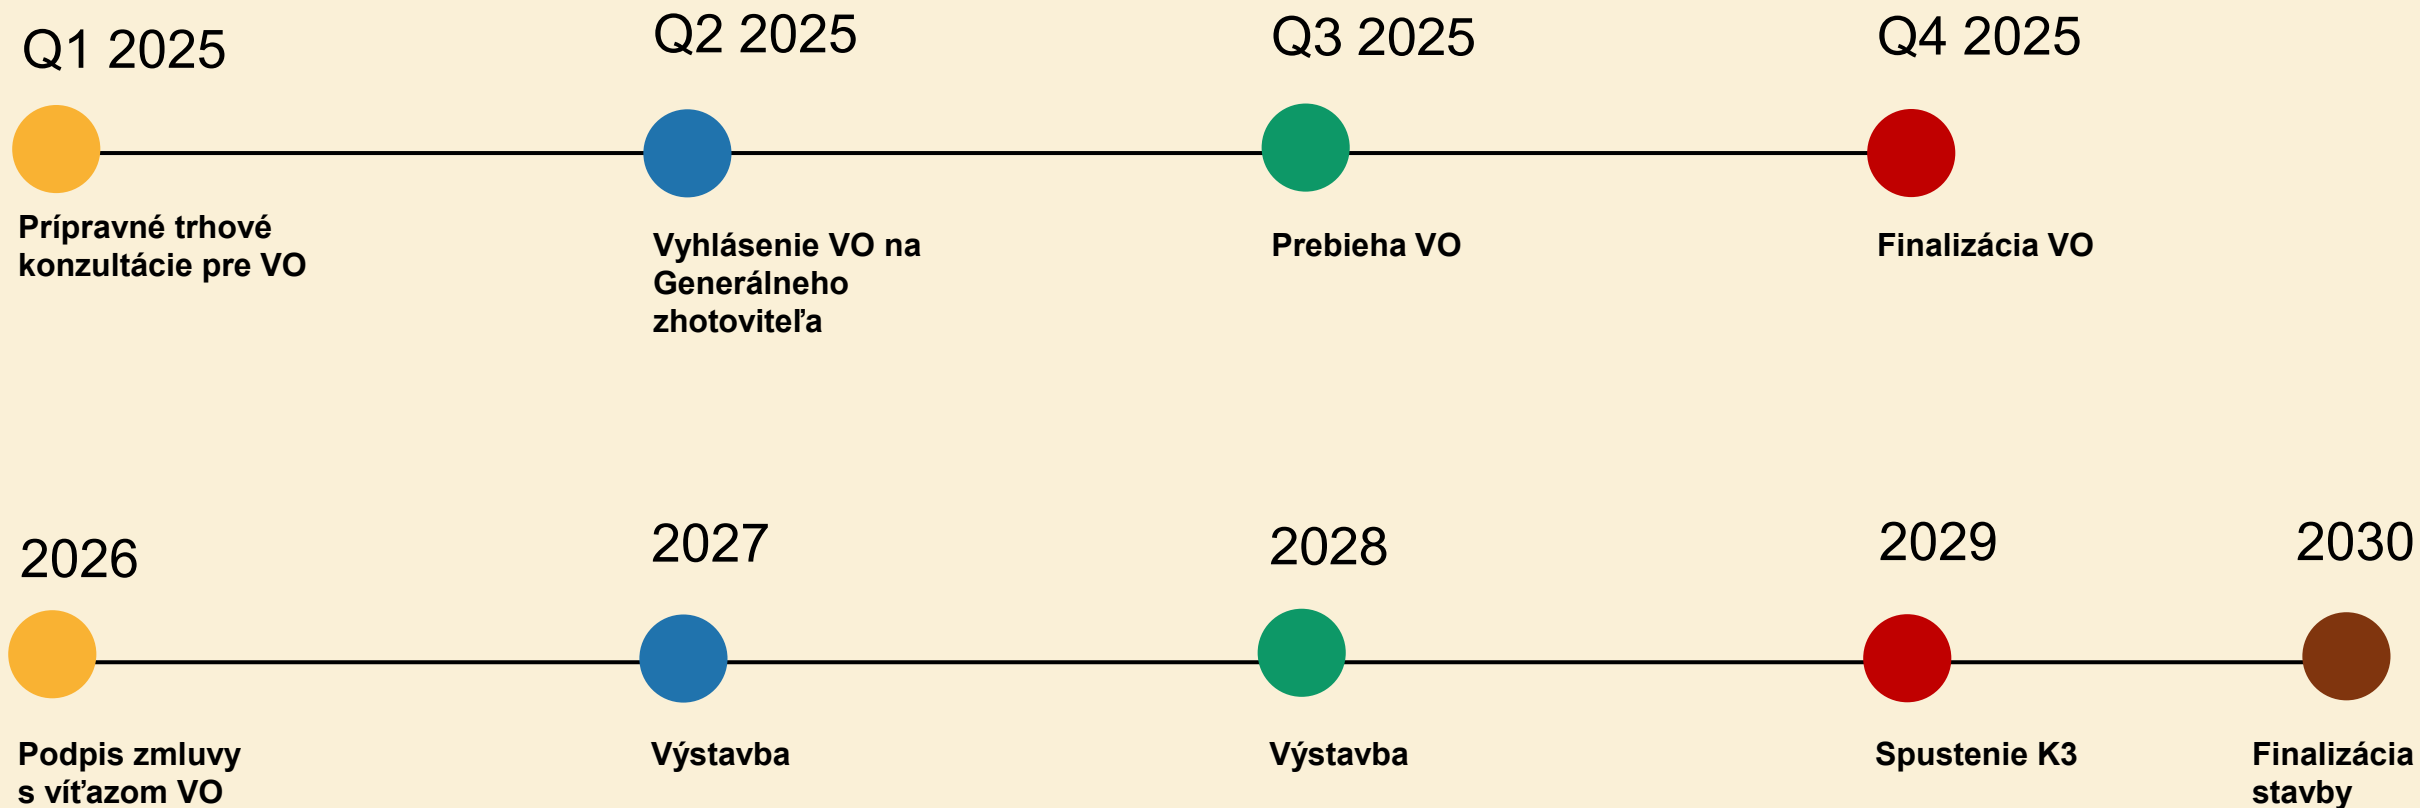 Q1 2025
Q2 2025
Q3 2025
Q4 2025
Prípravné trhové
konzultácie pre VO
Vyhlásenie VO na
Generálneho
zhotoviteľa
Prebieha VO
Finalizácia VO
2026
2027
2028
2029
2030
Podpis zmluvy
s víťazom VO
Výstavba
Výstavba
Spustenie K3
Finalizácia
stavby